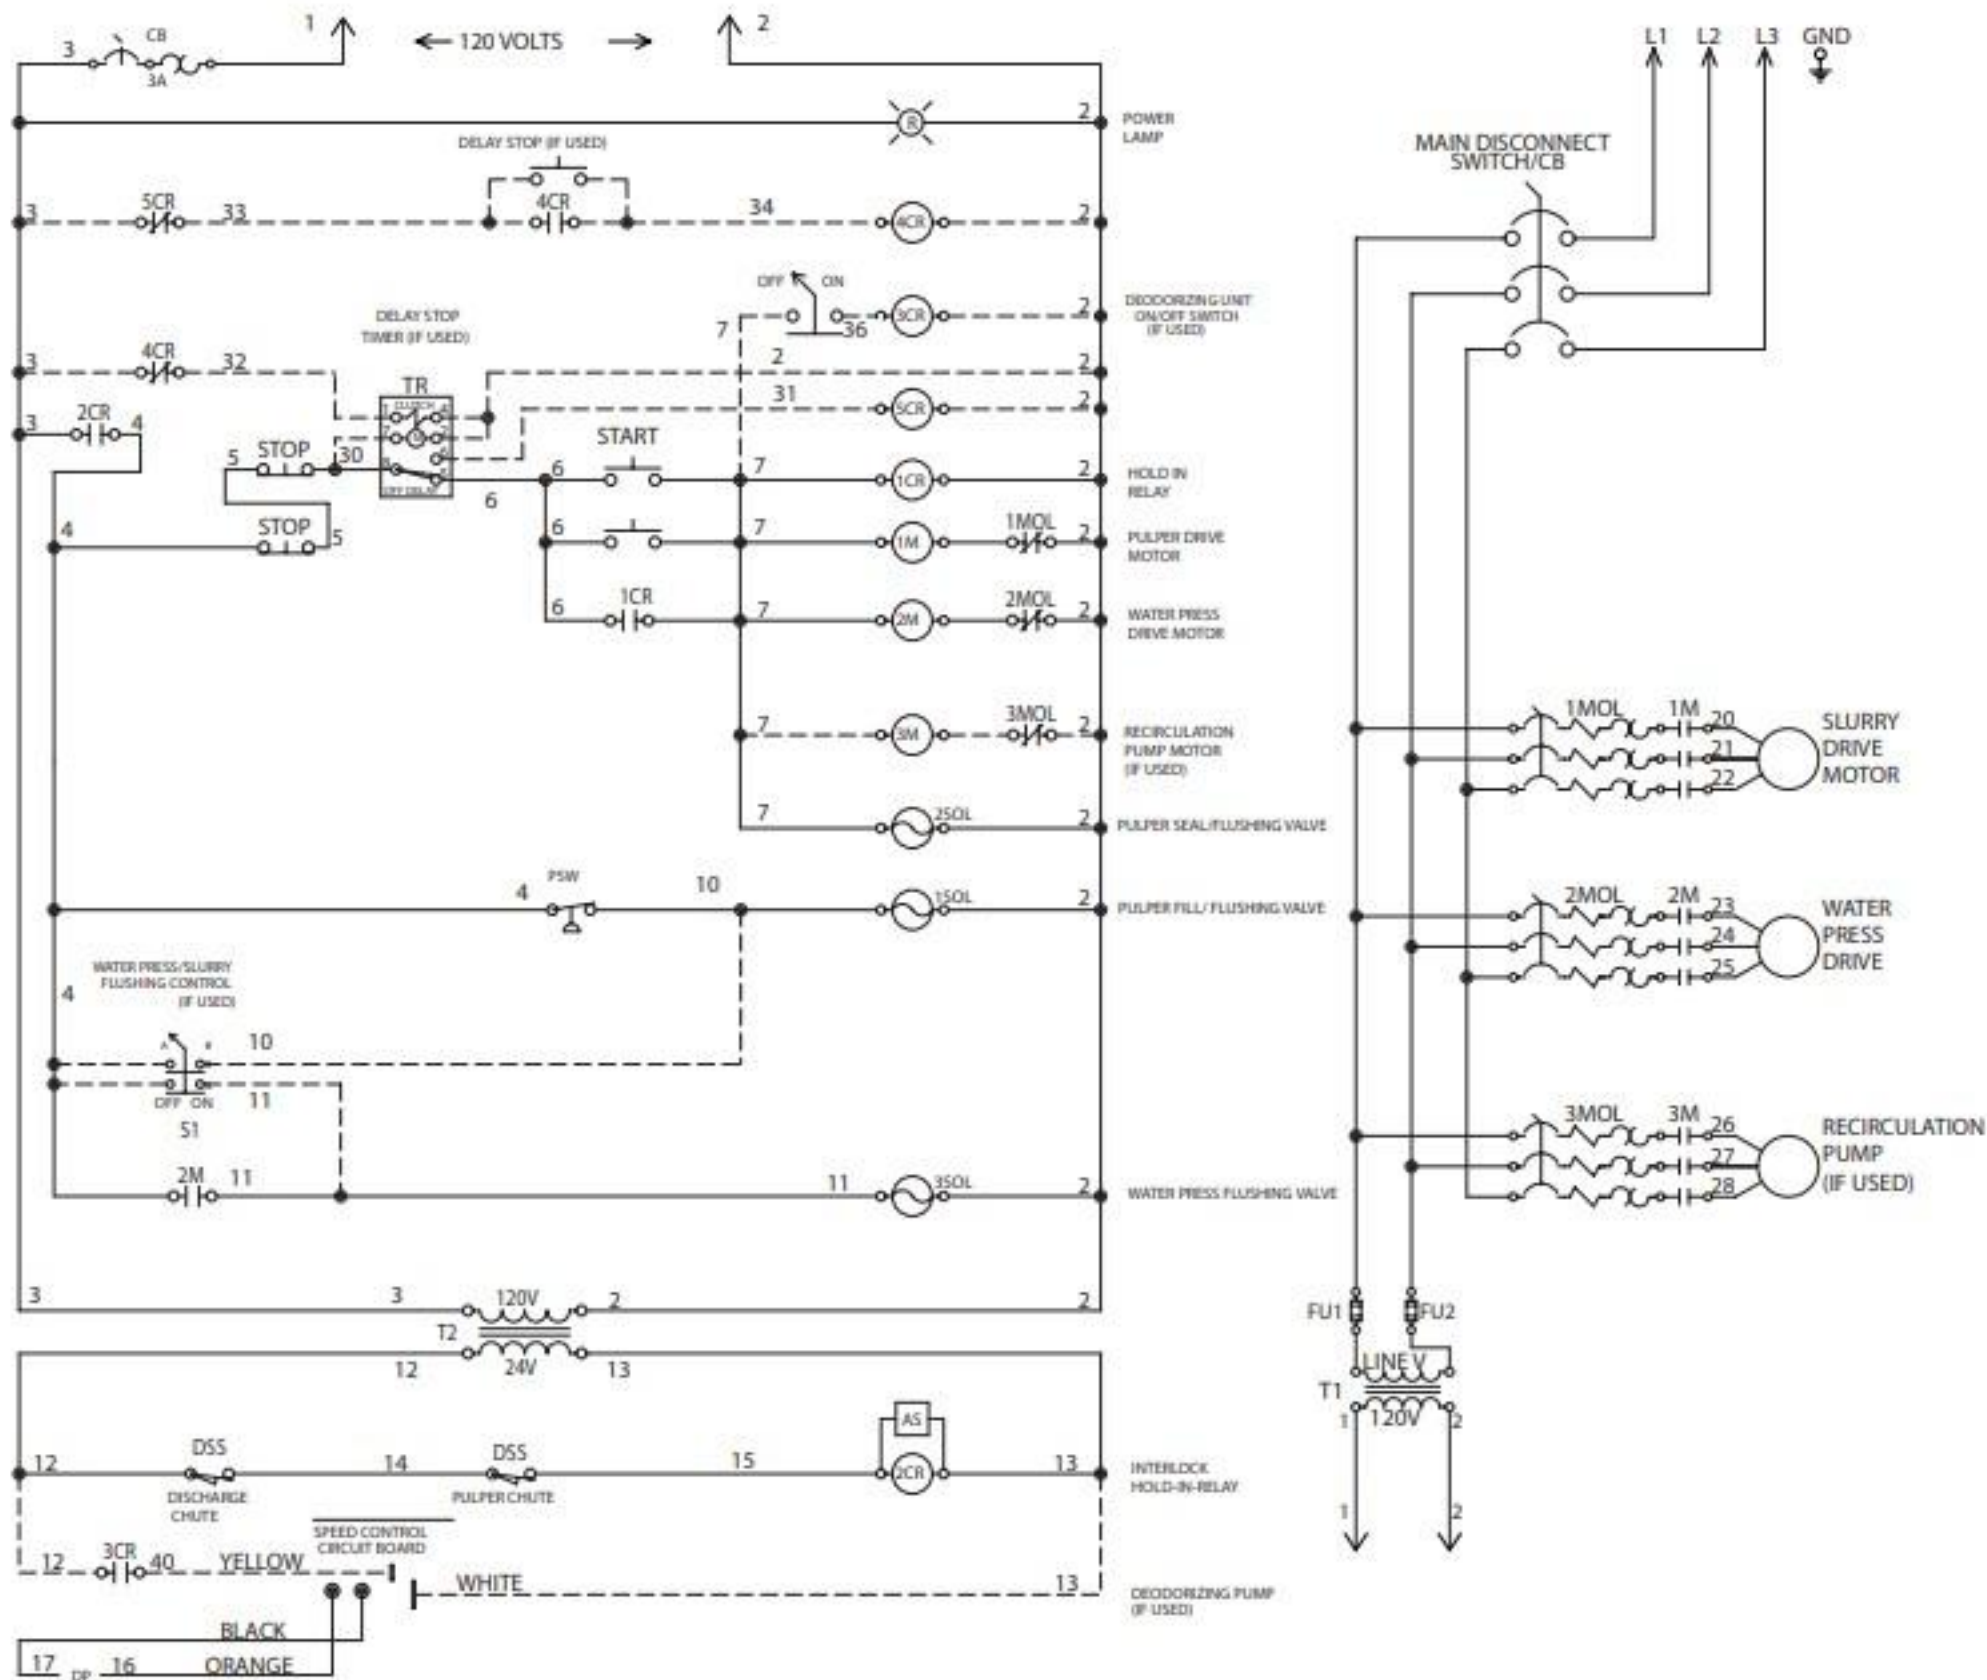 1
← 120 VOLTS →
2
3
CB
3A
2
POWER
LAMP
DELAY STOP (IF USED)
3
5CR
33
4CR
34
4CR
2
OFF
ON
7
36
3CR
2
DEODORIZING UNIT
ON/OFF SWITCH
(IF USED)
R
DELAY STOP
TIMER (IF USED)
3
4CR
32
2
2
TR
CLUTCH
1
4
7
2
M
6
8
OFF DELAY
31
5CR
2
3
2CR
4
5
STOP
30
6
6
START
7
1CR
2
HOLD IN
RELAY
4
STOP
5
6
7
1M
1MOL
2
PULPER DRIVE
MOTOR
6
1CR
7
2M
2MOL
2
WATER PRESS
DRIVE MOTOR
7
3M
3MOL
2
RECIRCULATION
PUMP MOTOR
(IF USED)
7
2SOL
2
PULPER SEAL/FLUSHING VALVE
4
PSW
10
1SOL
2
PULPER FILL/ FLUSHING VALVE
WATER PRESS/SLURRY
FLUSHING CONTROL
(IF USED)
4
A
10
OFF ON
11
S1
2M
11
11
3SOL
2
WATER PRESS FLUSHING VALVE
3
3
120V
2
2
T2
12
24V
13
AS
12
DSS
14
DSS
15
2CR
13
INTERLOCK
HOLD-IN-RELAY
DISCHARGE
CHUTE
PULPER CHUTE
SPEED CONTROL
CIRCUIT BOARD
12
3CR
40
YELLOW
WHITE
13
DEODORIZING PUMP
(IF USED)
BLACK
17
DP
16
ORANGE
L1
L2
L3
GND
MAIN DISCONNECT
SWITCH/CB
1MOL
1M
20
21
22
SLURRY
DRIVE
MOTOR
2MOL
2M
23
24
25
WATER
PRESS
DRIVE
3MOL
3M
26
27
28
RECIRCULATION
PUMP
(IF USED)
FU1
FU2
LINE V
T1
1
120V
2
1
2